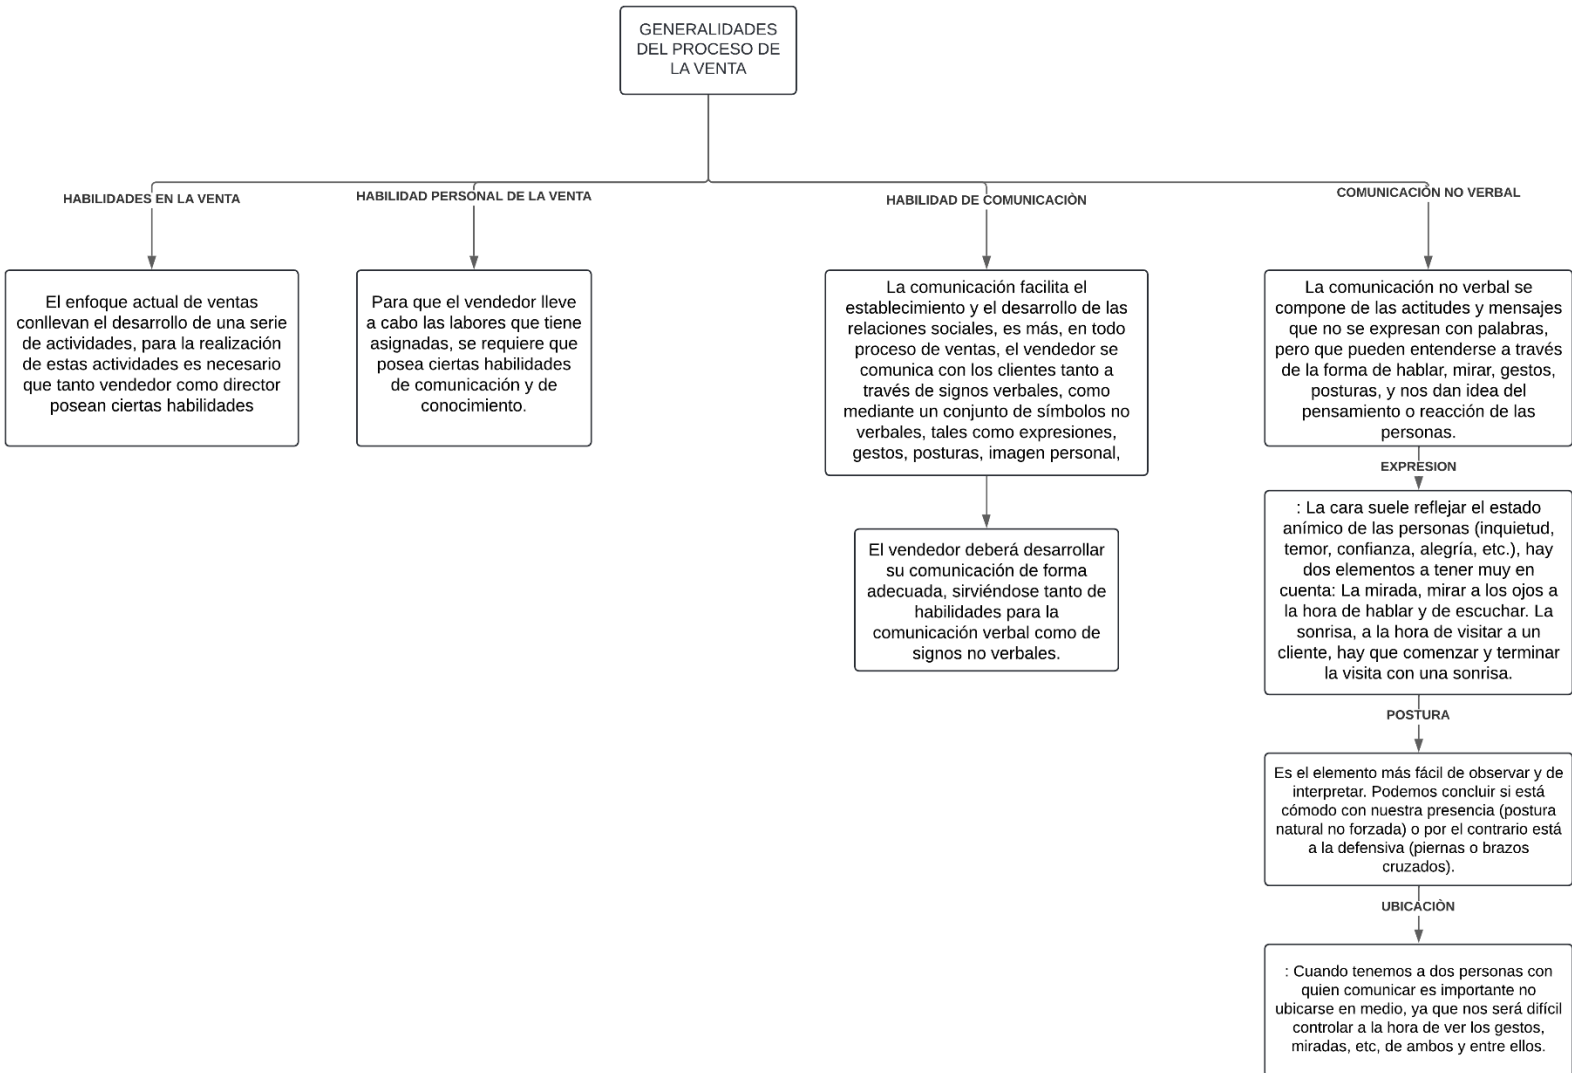 GENERALIDADES
DEL PROCESO DE
LA VENTA
HABILIDADES EN LA VENTA
El enfoque actual de ventas
conllevan el desarrollo de una serie
de actividades, para la realización
de estas actividades es necesario
que tanto vendedor como director
posean ciertas habilidades
HABILIDAD PERSONAL DE LA VENTA
Para que el vendedor lleve
a cabo las labores que tiene
asignadas, se requiere que
posea ciertas habilidades
de comunicación y de
conocimiento.
HABILIDAD DE COMUNICACIÒN
La comunicación facilita el
establecimiento y el desarrollo de las
relaciones sociales, es más, en todo
proceso de ventas, el vendedor se
comunica con los clientes tanto a
través de signos verbales, como
mediante un conjunto de símbolos no
verbales, tales como expresiones,
gestos, posturas, imagen personal,
El vendedor deberá desarrollar
su comunicación de forma
adecuada, sirviéndose tanto de
habilidades para la
comunicación verbal como de
signos no verbales.
COMUNICACIÓN NO VERBAL
La comunicación no verbal se
compone de las actitudes y mensajes
que no se expresan con palabras,
pero que pueden entenderse a través
de la forma de hablar, mirar, gestos,
posturas, y nos dan idea del
pensamiento o reacción de las
personas.
EXPRESION
: La cara suele reflejar el estado
anímico de las personas (inquietud,
temor, confianza, alegría, etc.), hay
dos elementos a tener muy en
cuenta: La mirada, mirar a los ojos a
la hora de hablar y de escuchar. La
sonrisa, a la hora de visitar a un
cliente, hay que comenzar y terminar
la visita con una sonrisa.
POSTURA
Es el elemento más fácil de observar y de
interpretar. Podemos concluir si está
cómodo con nuestra presencia (postura
natural no forzada) o por el contrario está
a la defensiva (piernas o brazos
cruzados).
UBICACIÒN
: Cuando tenemos a dos personas con
quien comunicar es importante no
ubicarse en medio, ya que nos será difícil
controlar a la hora de ver los gestos,
miradas, etc, de ambos y entre ellos.